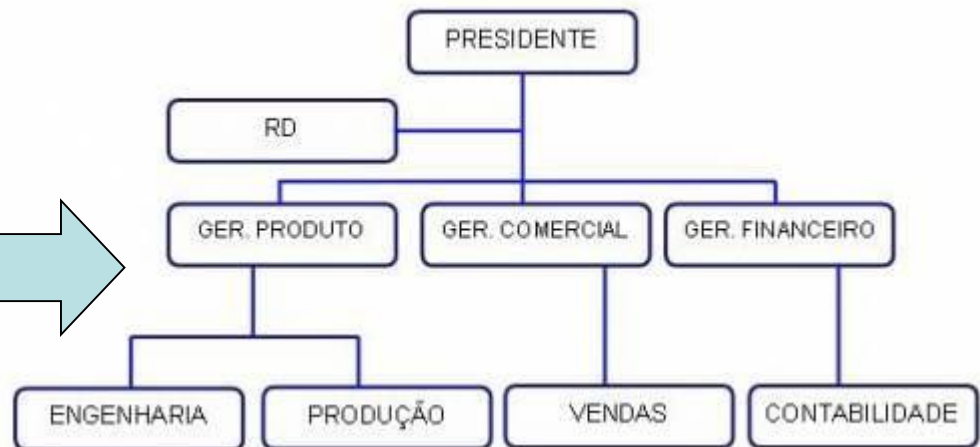 PRESIDENTE
RD
GER. PRODUTO
GER. COMERCIAL
GER. FINANCEIRO
ENGENHARIA
PRODUÇÃO
VENDAS
CONTABILIDADE